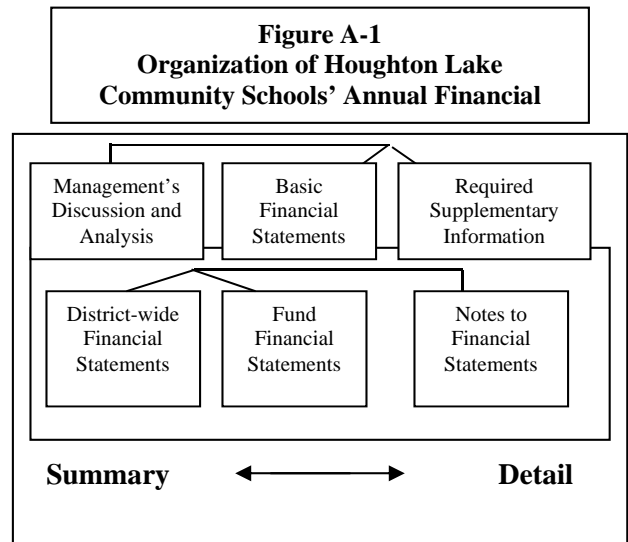 Figure A-1
Organization of Houghton Lake
Community Schools’ Annual Financial
Management’s
Discussion and
Analysis
Basic
Financial
Statements
Required
Supplementary
Information
District-wide
Financial
Statements
Fund
Financial
Statements
Notes to
Financial
Statements
Summary
Detail